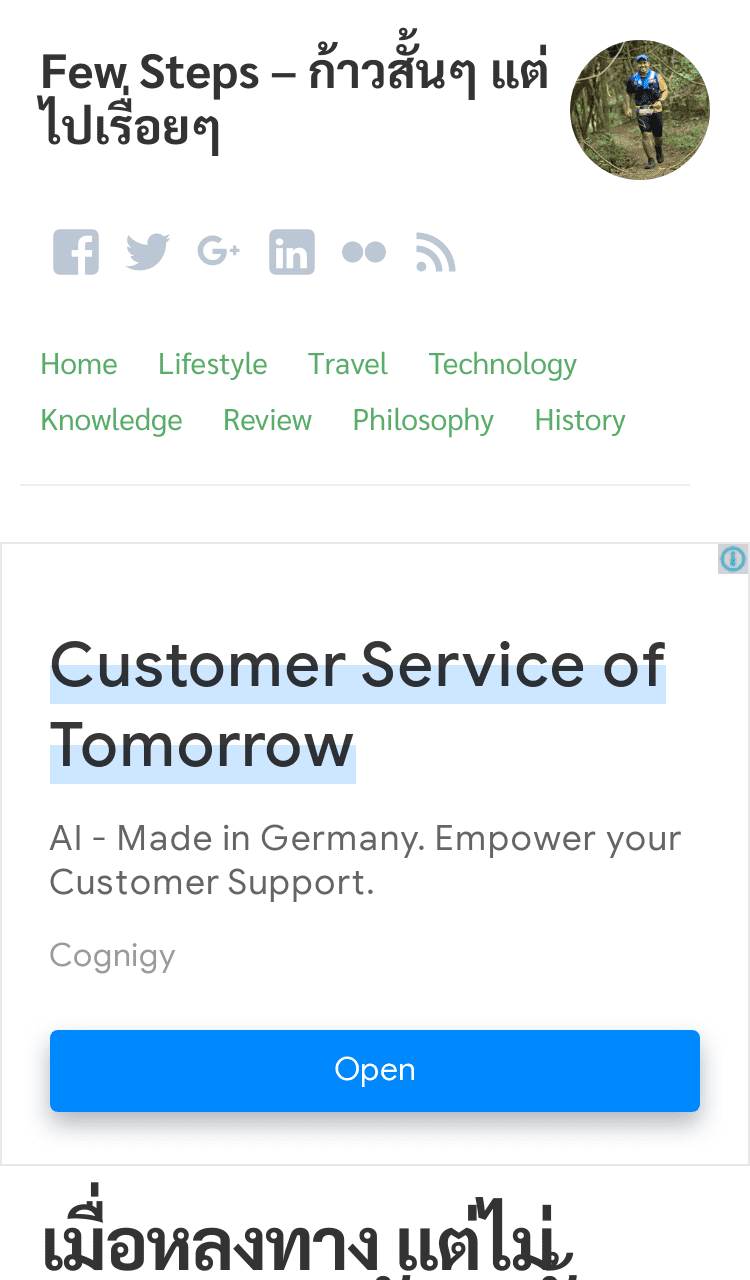 Few Steps – ก้าวสั้นๆ แต่
ไปเรื่อยๆ
Home Lifestyle Travel Technology
Knowledge Review Philosophy History
Customer Service of
Tomorrow
AI - Made in Germany. Empower your
Customer Support.
Cognigy
Open
เมื่อหลงทาง แต่ไม่